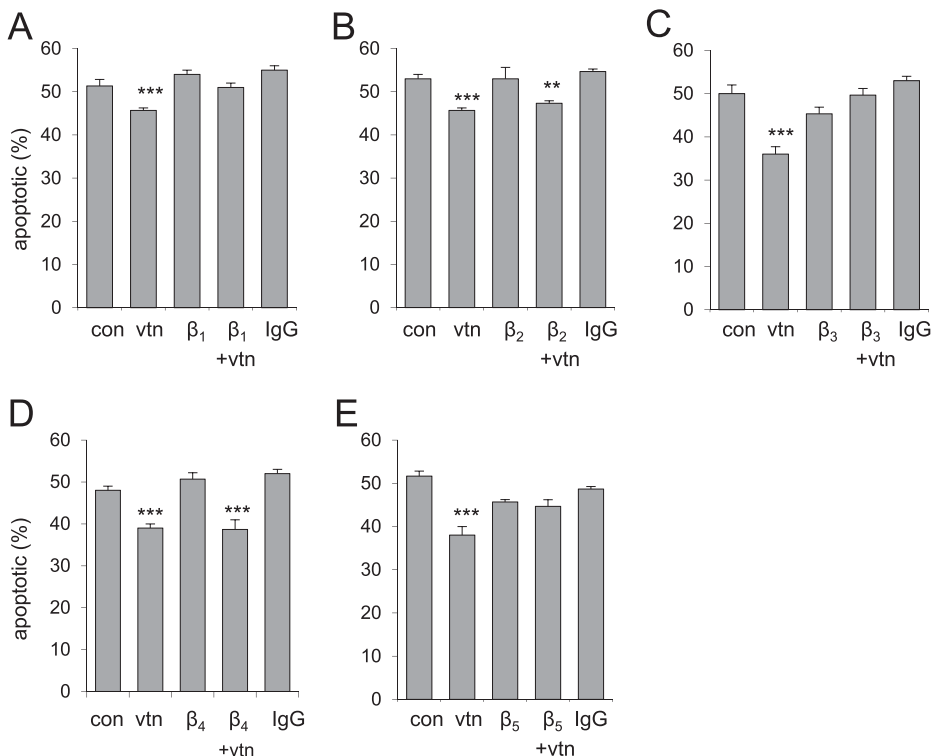 A
B
C
apoptotic (%)
60
50
40
30
20
10
0
***
con vtn β₁ β₁ IgG
+vtn
60
50
40
30
20
10
0
***
**
con vtn β₂ β₂ IgG
+vtn
60
50
40
30
20
10
0
***
con vtn β₃ β₃ IgG
+vtn
D
E
apoptotic (%)
60
50
40
30
20
10
0
***
***
con vtn β₄ β₄ IgG
+vtn
60
50
40
30
20
10
0
***
con vtn β₅ β₅ IgG
+vtn